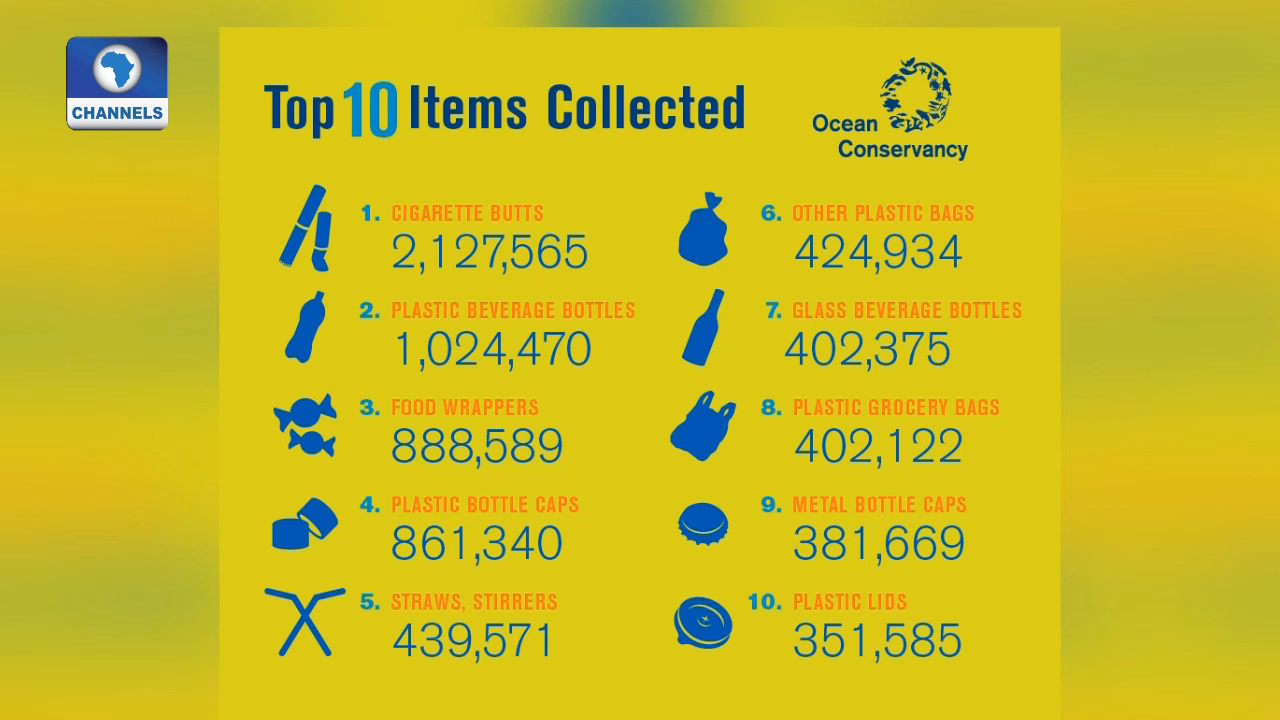 CHANNELS
Top 10 Items Collected
Ocean
Conservancy
1. CIGARETTE BUTTS
2,127,565
2. PLASTIC BEVERAGE BOTTLES
1,024,470
3. FOOD WRAPPERS
888,589
4. PLASTIC BOTTLE CAPS
861,340
5. STRAWS, STIRRERS
439,571
6. OTHER PLASTIC BAGS
424,934
7. GLASS BEVERAGE BOTTLES
402,375
8. PLASTIC GROCERY BAGS
402,122
9. METAL BOTTLE CAPS
381,669
10. PLASTIC LIDS
351,585